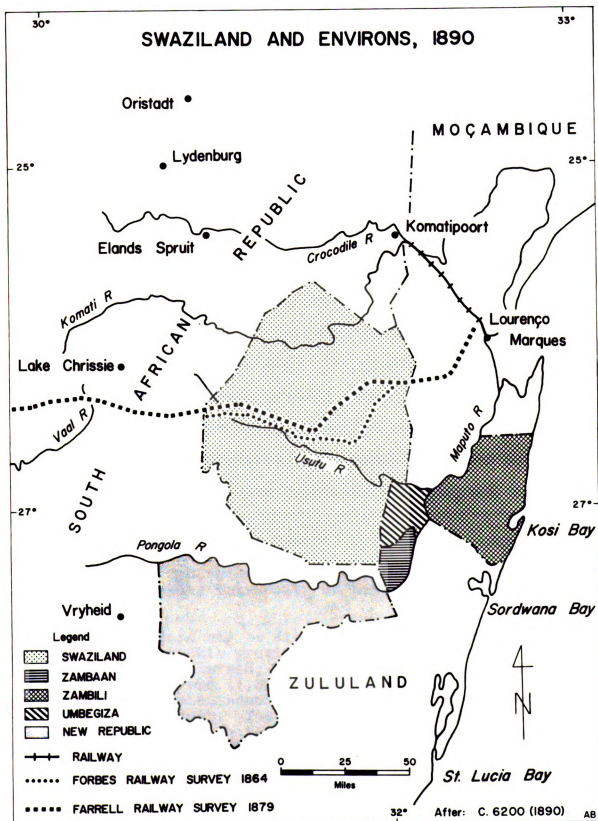 30°
33°
SWAZILAND AND ENVIRONS, 1890
Oristadt
MOÇAMBIQUE
25°
Lydenburg
25°
REPUBLIC
Komatipoort
Elands Spruit
Crocodile R
Komati R
Lourenço
Marques
Lake Chrissie
AFRICAN
Vaal R
Maputo R
Usutu R
SOUTH
27°
27°
Kosi Bay
Pongola R
Sordwana Bay
Vryheid
Legend
SWAZILAND
ZAMBAAN
ZAMBILI
UMBEGIZA
NEW REPUBLIC
RAILWAY
FORBES RAILWAY SURVEY 1864
FARRELL RAILWAY SURVEY 1879
ZULULAND
N
0 25 50
Miles
St. Lucia Bay
32°
After: C. 6200 (1890)
AB